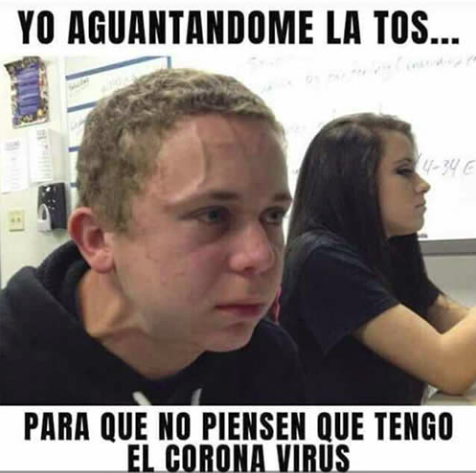 YO AGUANTANDOME LA TOS...
PARA QUE NO PIENSEN QUE TENGO
EL CORONA VIRUS